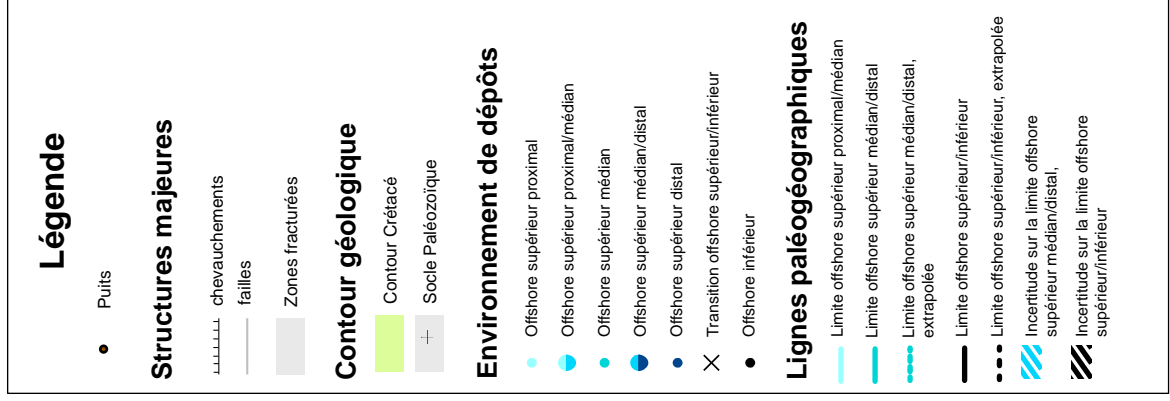 Légende
Puits
Structures majeures
chevauchements
failles
Zones fracturées
Contour géologique
Contour Crétacé
Socle Paléozoïque
Environnement de dépôts
Offshore supérieur proximal
Offshore supérieur proximal/médian
Offshore supérieur médian
Offshore supérieur médian/distal
Offshore supérieur distal
Transition offshore supérieur/inférieur
Offshore inférieur
Lignes paléogéographiques
Limite offshore supérieur proximal/médian
Limite offshore supérieur médian/distal
Limite offshore supérieur médian/distal,
extrapolée
Limite offshore supérieur/inférieur
Limite offshore supérieur/inférieur, extrapolée
Incertitude sur la limite offshore
supérieur médian/distal,
Incertitude sur la limite offshore
supérieur/inférieur